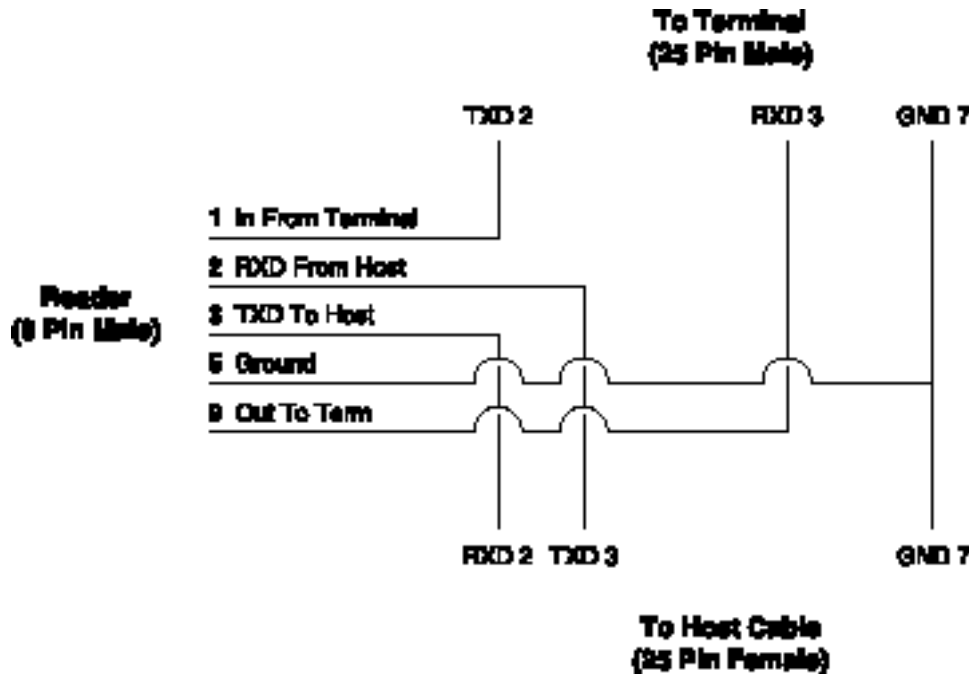 To Terminal
(25 Pin Male)
TXD 2
RXD 3
GND 7
1 In From Terminal
2 RXD From Host
3 TXD To Host
5 Ground
9 Out To Term
Reader
(9 Pin Male)
RXD 2
TXD 3
GND 7
To Host Cable
(25 Pin Female)